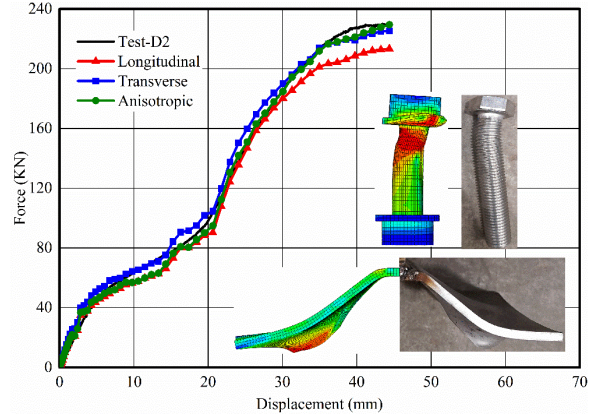 240
200
160
120
80
40
0
Force (KN)
Test-D2
Longitudinal
Transverse
Anisotropic
0 10 20 30 40 50 60 70
Displacement (mm)